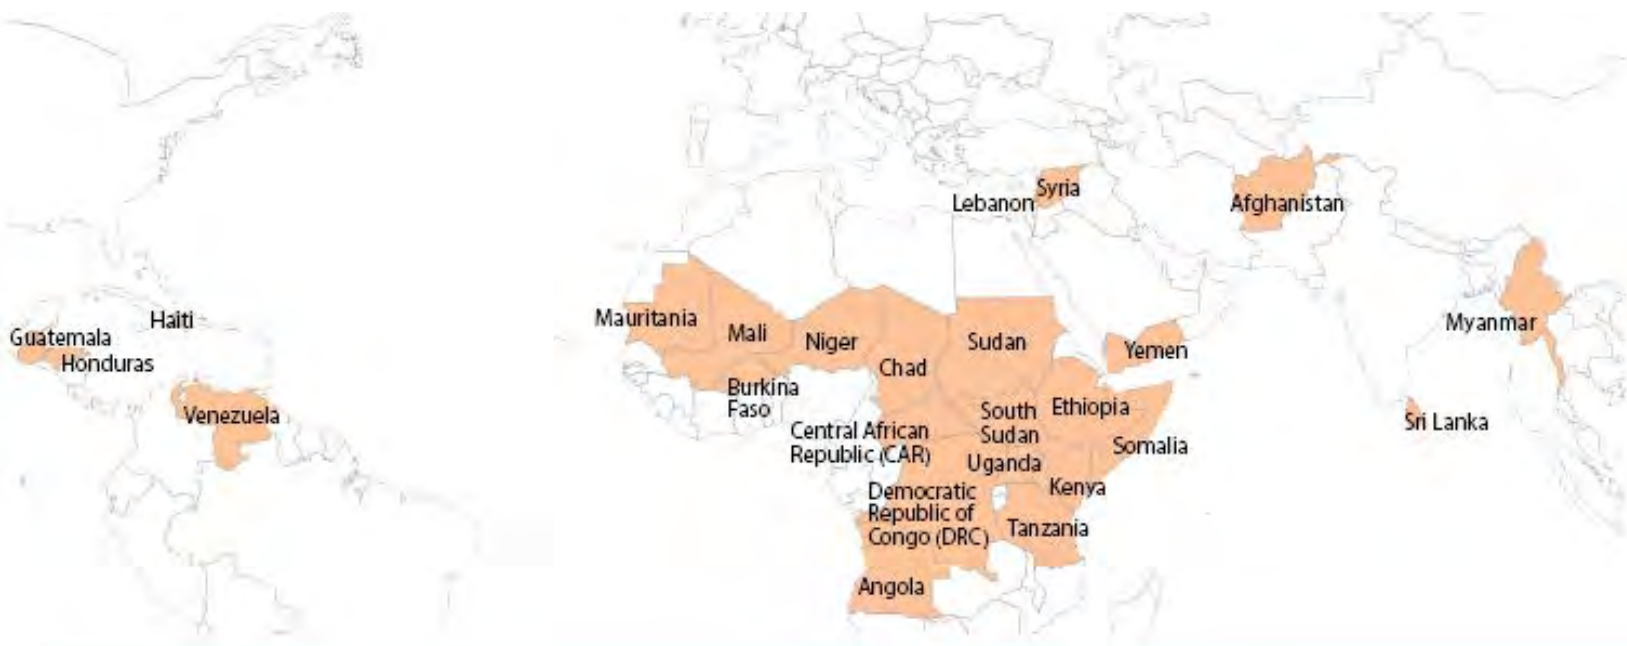 Syria
Lebanon
Afghanistan
Haiti
Guatemala
Honduras
Venezuela
Mauritania
Mali
Niger
Chad
Sudan
Yemen
Myanmar
Burkina
Faso
Central African
Republic (CAR)
South
Sudan
Ethiopia
Somalia
Uganda
Kenya
Democratic
Republic of
Congo (DRC)
Tanzania
Angola
Sri Lanka